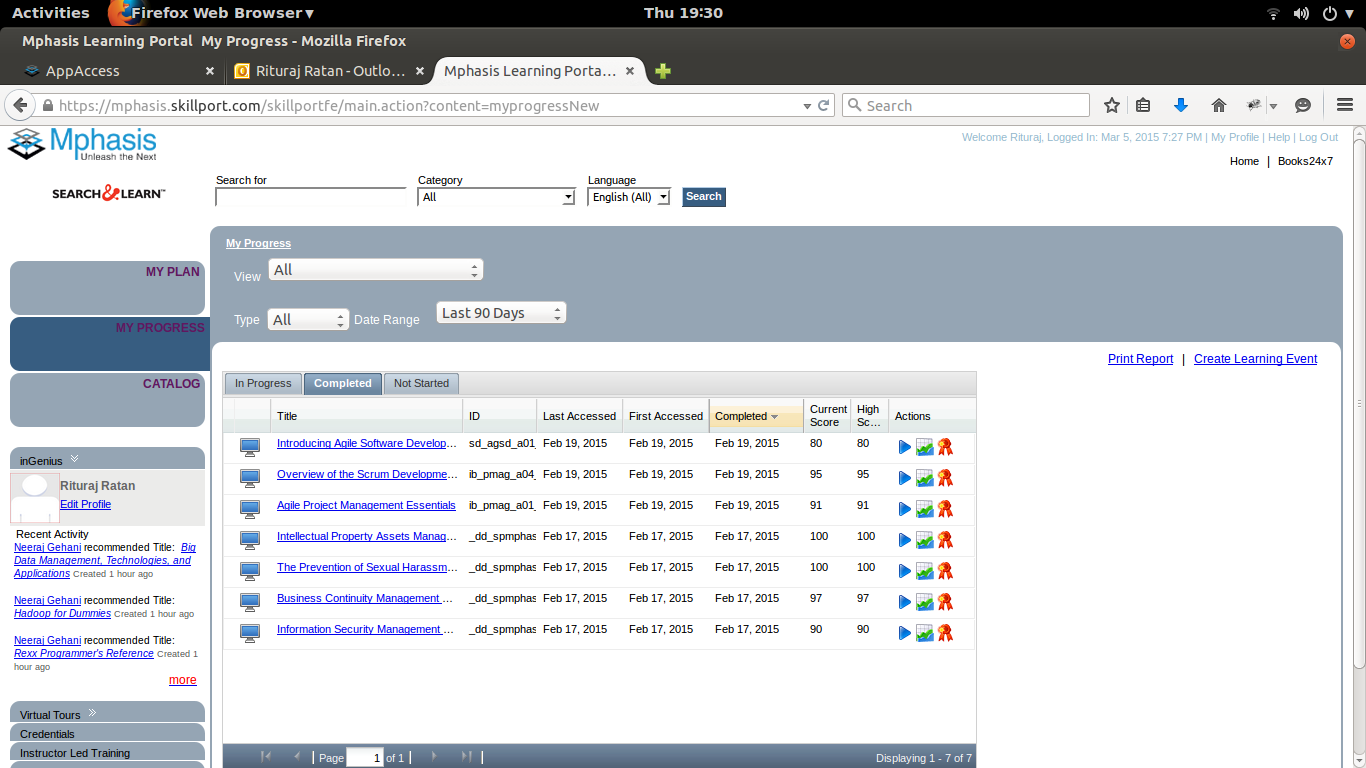 Activities Firefox Web Browser Thu 19:30
Mphasis Learning Portal My Progress - Mozilla Firefox
AppAccess Rituraj Ratan - Outlo... Mphasis Learning Porta...
https://mphasis.skillport.com/skillportfe/main.action?content=myprogressNew Search
Mphasis
Unleash the Next
Welcome Rituraj, Logged In: Mar 5, 2015 7:27 PM | My Profile | Help | Log Out
Home | Books24x7
SEARCH & LEARN™
Search for Category Language
All English (All) Search
My Progress
View All
Type All Date Range Last 90 Days
MY PLAN
MY PROGRESS
CATALOG
Print Report | Create Learning Event
In Progress Completed Not Started
Title ID Last Accessed First Accessed Completed Current Score High Sc... Actions
Introducing Agile Software Develop... sd_agsd_a01_ Feb 19, 2015 Feb 19, 2015 Feb 19, 2015 80 80
Overview of the Scrum Developme... ib_pmag_a04_ Feb 19, 2015 Feb 19, 2015 Feb 19, 2015 95 95
Agile Project Management Essentials ib_pmag_a01_ Feb 19, 2015 Feb 19, 2015 Feb 19, 2015 91 91
Intellectual Property Assets Manag... _dd_spmphas Feb 17, 2015 Feb 17, 2015 Feb 17, 2015 100 100
The Prevention of Sexual Harassm... _dd_spmphas Feb 17, 2015 Feb 17, 2015 Feb 17, 2015 100 100
Business Continuity Management ... _dd_spmphas Feb 17, 2015 Feb 17, 2015 Feb 17, 2015 97 97
Information Security Management ... _dd_spmphas Feb 17, 2015 Feb 17, 2015 Feb 17, 2015 90 90
Page 1 of 1 Displaying 1 - 7 of 7
inGenius
Rituraj Ratan
Edit Profile
Recent Activity
Neeraj Gehani recommended Title: Big
Data Management, Technologies, and
Applications Created 1 hour ago
Neeraj Gehani recommended Title:
Hadoop for Dummies Created 1 hour ago
Neeraj Gehani recommended Title:
Rexx Programmer's Reference Created 1
hour ago
more
Virtual Tours
Credentials
Instructor Led Training